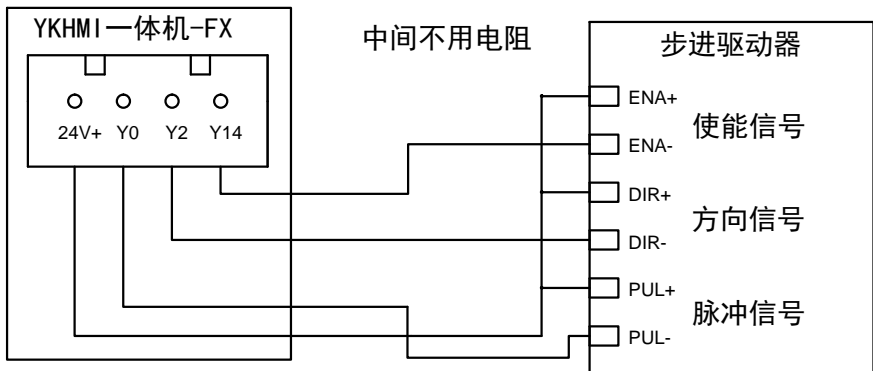 YKHMI一体机-FX
24V+ Y0 Y2 Y14
中间不用电阻
步进驱动器
ENA+
使能信号
ENA-
DIR+
方向信号
DIR-
PUL+
脉冲信号
PUL-